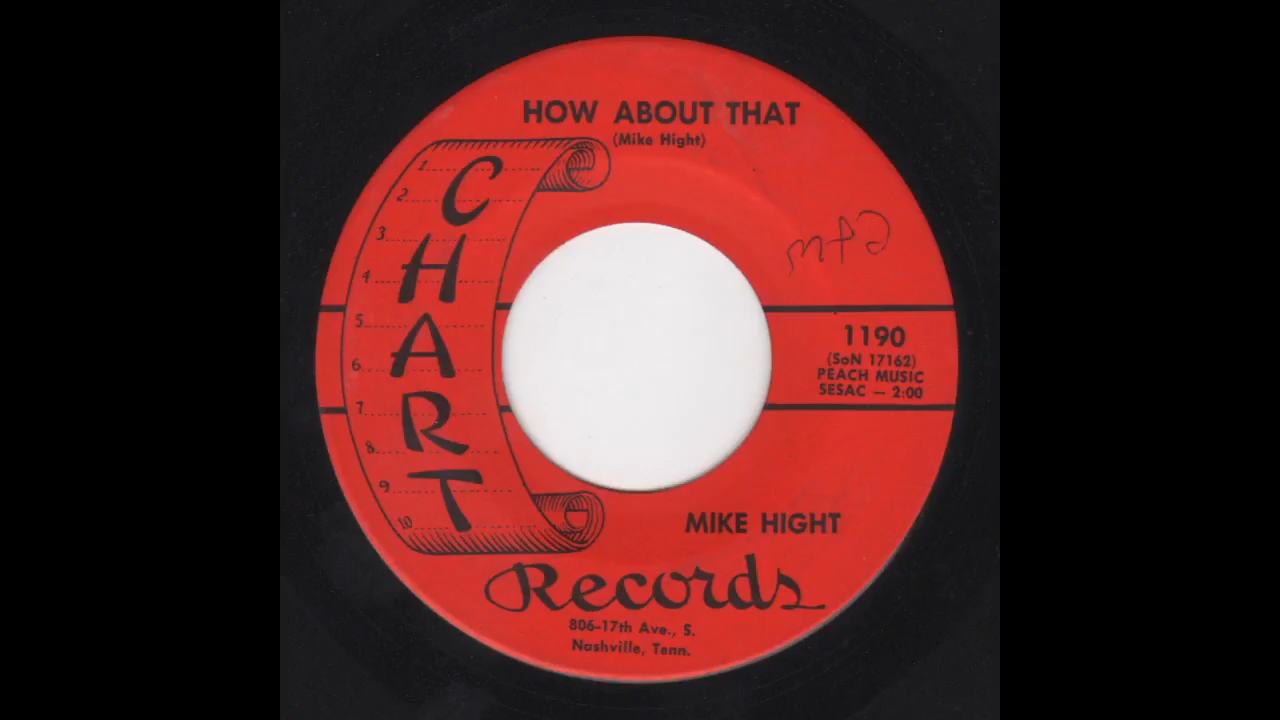 HOW ABOUT THAT
(Mike Hight)
CHART
1
2
3
4
5
6
7
8
9
10
1190
(SoN 17162)
PEACH MUSIC
SESAC — 2:00
MIKE HIGHT
Records
806-17th Ave., S.
Nashville, Tenn.